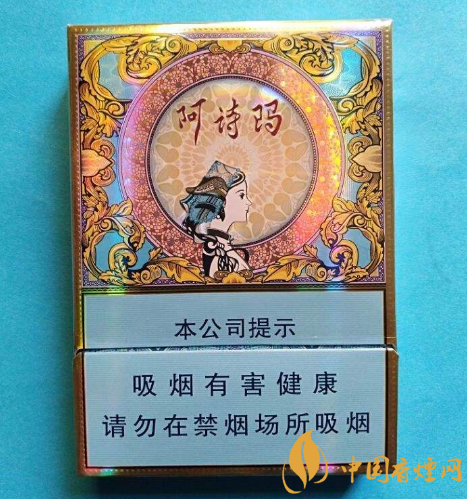 阿诗玛
本公司提示
吸烟有害健康
请勿在禁烟场所吸烟
中国香烟网